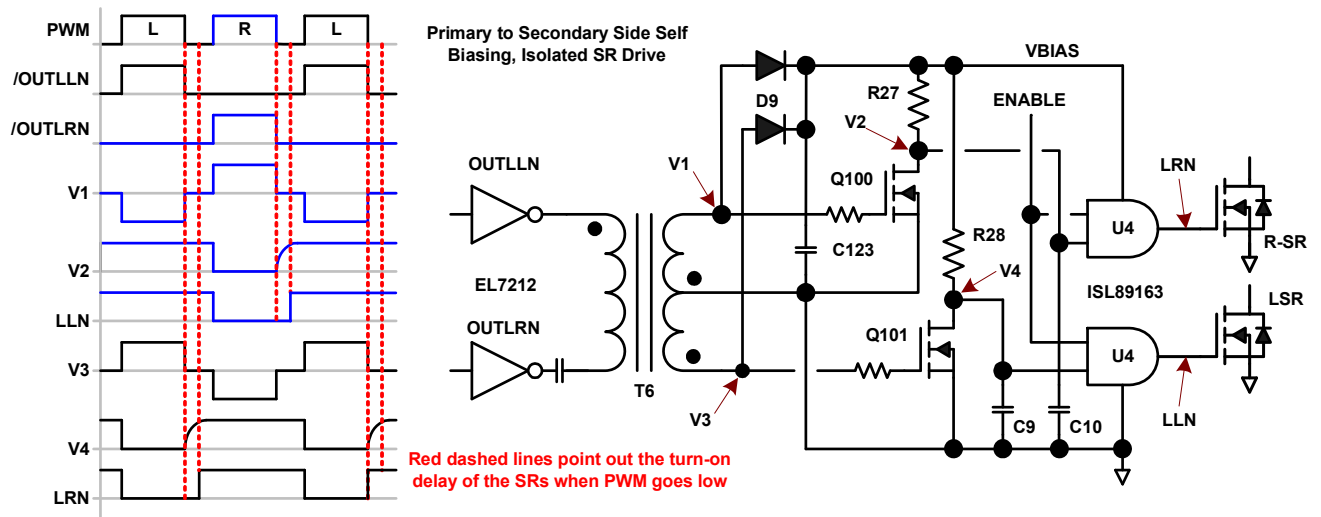 PWM
L
R
L
/OUTLLN
/OUTLRN
V1
V2
LLN
V3
V4
LRN
Primary to Secondary Side Self
Biasing, Isolated SR Drive
Red dashed lines point out the turn-on
delay of the SRs when PWM goes low
OUTLLN
EL7212
OUTLRN
T6
V1
V3
D9
C123
V2
R27
Q100
VBIAS
ENABLE
R28
V4
Q101
C9
C10
U4
ISL89163
U4
LRN
R-SR
LSR
LLN